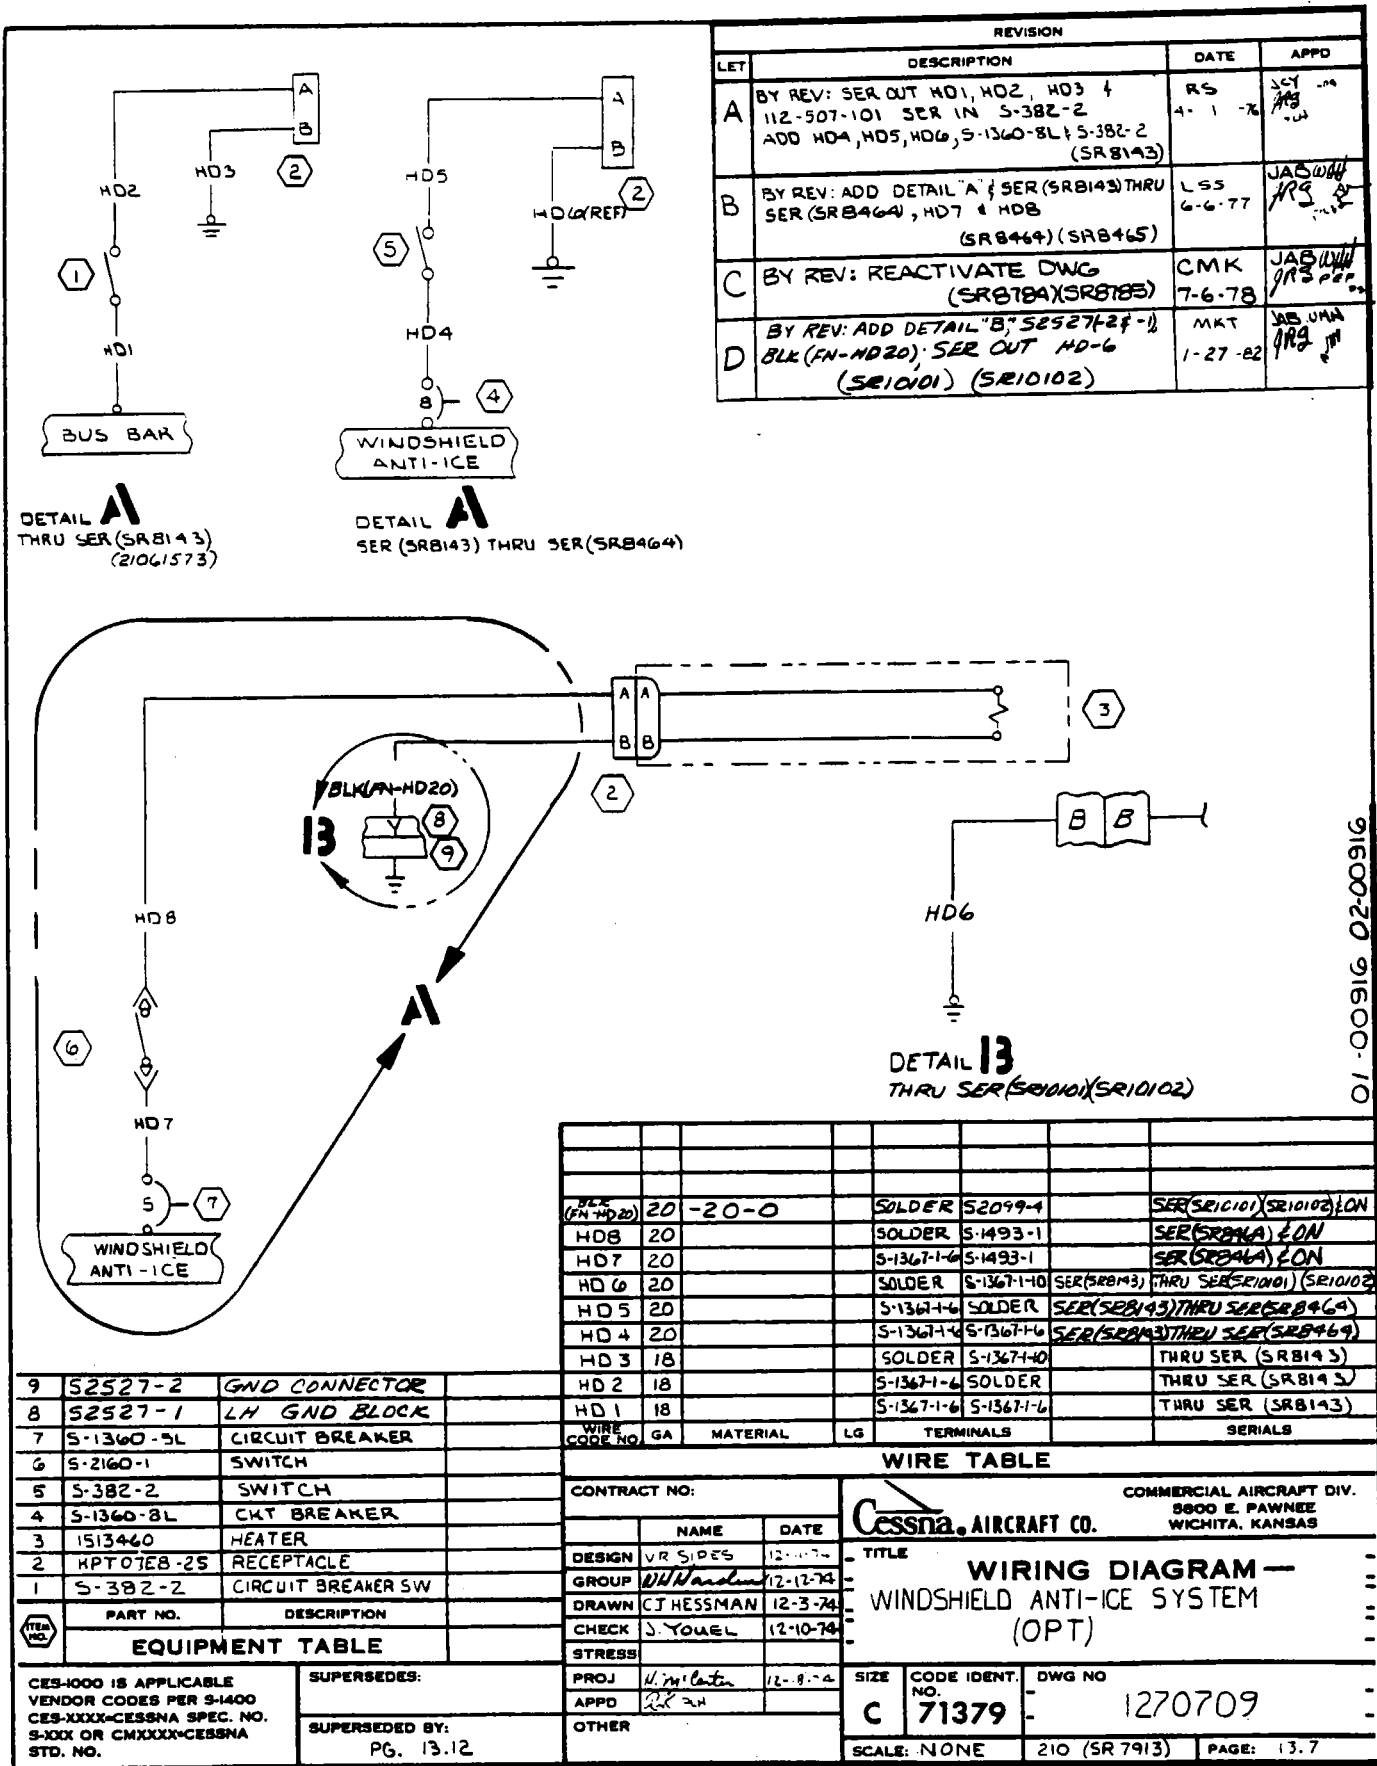 REVISION
LET DESCRIPTION DATE APPD
A BY REV: SER OUT HD1, HD2, HD3 & RS
112-507-101 SER IN S-382-2 4- 1 -76
ADD HD4, HD5, HD6, S-1360-8L & S-382-2
(SR8143)
B BY REV: ADD DETAIL "A" & SER (SR8143) THRU LSS JAB
SER (SR8464), HD7 & HD8 6-6-77
(SR8464) (SR8465)
C BY REV: REACTIVATE DWG CMK JAB
(SR8784)(SR8785) 7-6-78
D BY REV: ADD DETAIL "B", S2527-2 & -1, MKT JAB
BLK (FN-HD20); SER OUT HD-6 1-27-82
(SR10101) (SR10102)
A
B
HD2
HD3
2
1
HD1
BUS BAR
DETAIL A
THRU SER (SR8143)
(21061573)
A
B
HD5
HD6(REF)
2
5
HD4
8
4
WINDSHIELD
ANTI-ICE
DETAIL A
SER (SR8143) THRU SER (SR8464)
A A
B B
3
2
BLK(FN-HD20)
B
8
9
HD8
A
6
HD7
S
7
WINDSHIELD
ANTI-ICE
B B
HD6
DETAIL B
THRU SER (SR10101)(SR10102)
01-00916 02-00916
BLK
(FN-HD20) 20 -20-0 SOLDER S2099-4 SER(SR10101)(SR10102) & ON
HD8 20 SOLDER S-1493-1 SER(SR8464) & ON
HD7 20 S-1367-1-6 S-1493-1 SER(SR8464) & ON
HD6 20 SOLDER S-1367-1-10 SER(SR8143) THRU SER(SR10101)(SR10102)
HD5 20 S-1367-1-6 SOLDER SER(SR8143) THRU SER(SR8464)
HD4 20 S-1367-1-6 S-1367-1-6 SER(SR8143) THRU SER(SR8464)
HD3 18 SOLDER S-1367-1-10 THRU SER (SR8143)
HD2 18 S-1367-1-6 SOLDER THRU SER (SR8143)
HD1 18 S-1367-1-6 S-1367-1-6 THRU SER (SR8143)
WIRE CODE NO. GA MATERIAL LG TERMINALS SERIALS
WIRE TABLE
9 S2527-2 GND CONNECTOR
8 S2527-1 LH GND BLOCK
7 S-1360-5L CIRCUIT BREAKER
6 S-2160-1 SWITCH
5 S-382-2 SWITCH
4 S-1360-8L CKT BREAKER
3 1513460 HEATER
2 KPT07E8-25 RECEPTACLE
1 S-382-2 CIRCUIT BREAKER SW
ITEM NO. PART NO. DESCRIPTION
EQUIPMENT TABLE
CES-1000 IS APPLICABLE
VENDOR CODES PER S-1400
CES-XXXX=CESSNA SPEC. NO.
S-XXX OR CMXXXX=CESSNA
STD. NO.
SUPERSEDES:
SUPERSEDED BY:
PG. 13.12
CONTRACT NO:
NAME DATE
DESIGN VR SIPES
GROUP 12-12-74
DRAWN CJ HESSMAN 12-3-74
CHECK J. YOUEL 12-10-74
STRESS
PROJ
APPD
OTHER
Cessna. AIRCRAFT CO.
COMMERCIAL AIRCRAFT DIV.
5800 E. PAWNEE
WICHITA, KANSAS
TITLE
WIRING DIAGRAM—
WINDSHIELD ANTI-ICE SYSTEM
(OPT)
SIZE C
CODE IDENT. NO. 71379
DWG NO 1270709
SCALE: NONE 210 (SR 7913) PAGE: 13.7